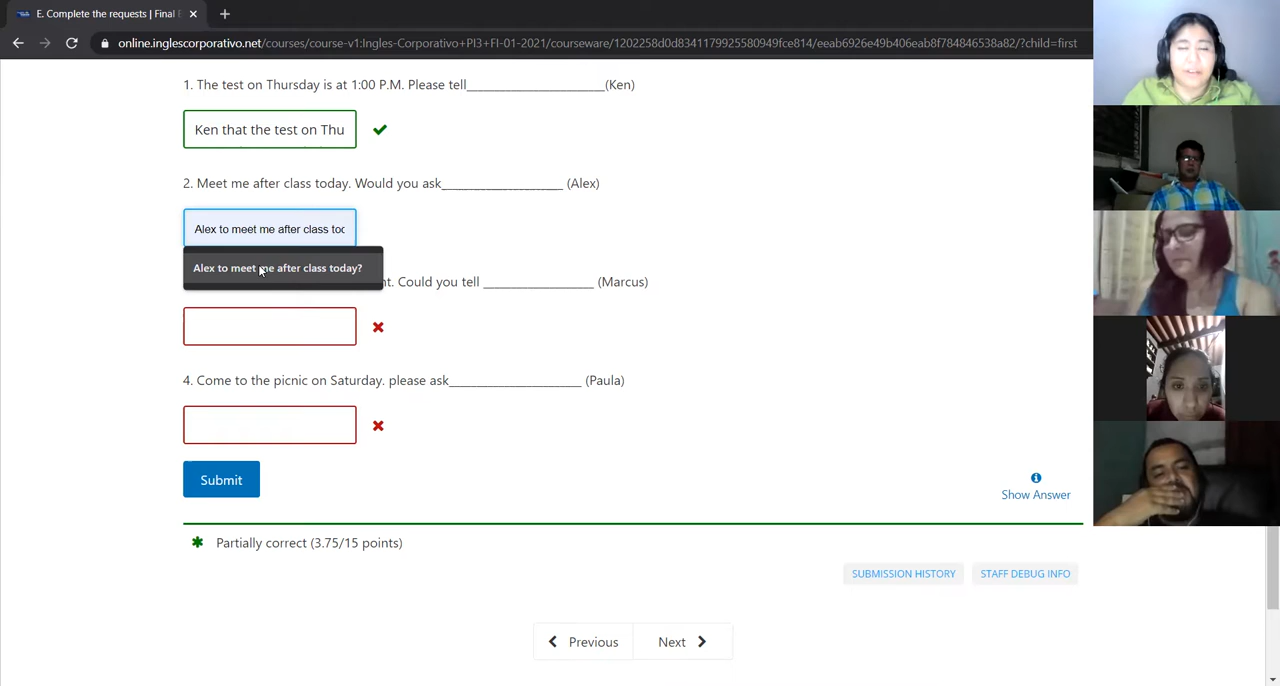 E. Complete the requests | Final E
online.inglescorporativo.net/courses/course-v1:Ingles-Corporativo+PI3+FI-01-2021/courseware/1202258d0d8341179925580949fce814/eeab6926e49b406eab8f784846538a82/?child=first
1. The test on Thursday is at 1:00 P.M. Please tell______________________(Ken)
Ken that the test on Thu
2. Meet me after class today. Would you ask____________________ (Alex)
Alex to meet me after class toc
Alex to meet me after class today?
nt. Could you tell __________________ (Marcus)
4. Come to the picnic on Saturday. please ask_____________________ (Paula)
Submit
Show Answer
Partially correct (3.75/15 points)
SUBMISSION HISTORY
STAFF DEBUG INFO
Previous
Next